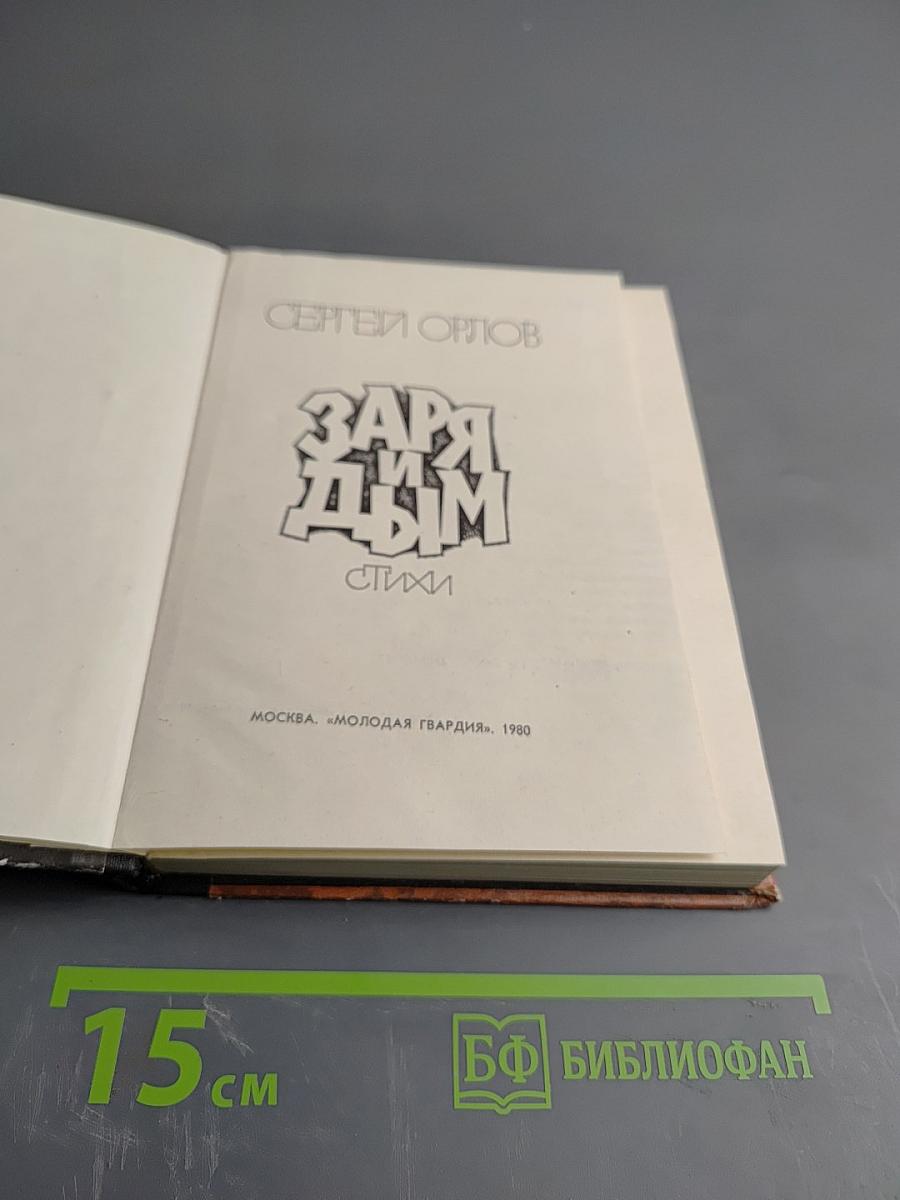 СЕРГЕЙ ОРЛОВ
ЗАРЯ
И
ДЫМ
СТИХИ
МОСКВА. «МОЛОДАЯ ГВАРДИЯ». 1980
15 СМ
БФ БИБЛИОФАН